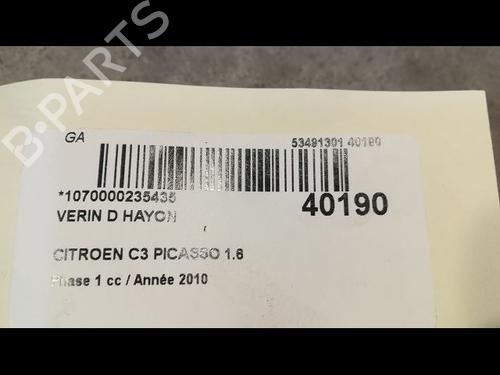 B-PARTS
GA
53491301 40190
*1070000235435
40190
VERIN D HAYON
CITROEN C3 PICASSO 1.6
Phase 1 cc / Année 2010